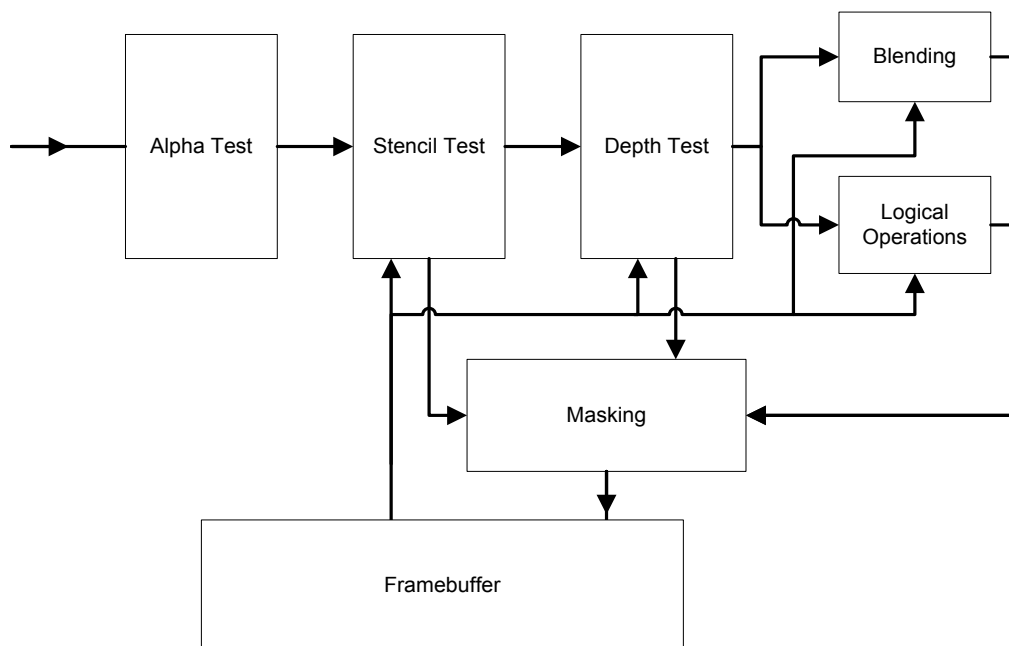 Alpha Test
Stencil Test
Depth Test
Blending
Logical
Operations
Masking
Framebuffer